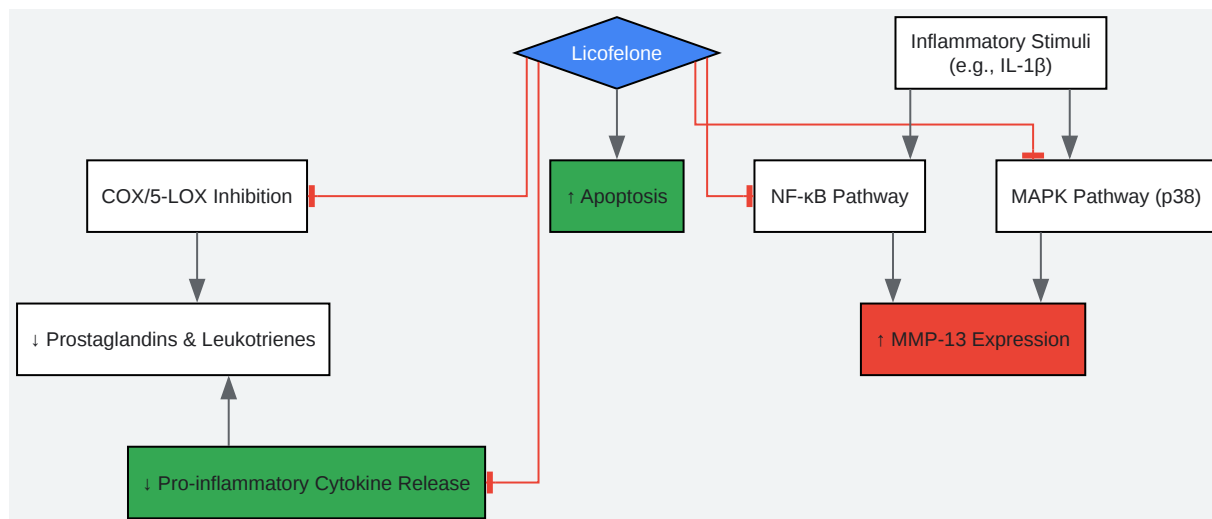 Licofelone
Inflammatory Stimuli
(e.g., IL-1β)
COX/5-LOX Inhibition
↑ Apoptosis
NF-κB Pathway
MAPK Pathway (p38)
↓ Prostaglandins & Leukotrienes
↑ MMP-13 Expression
↓ Pro-inflammatory Cytokine Release